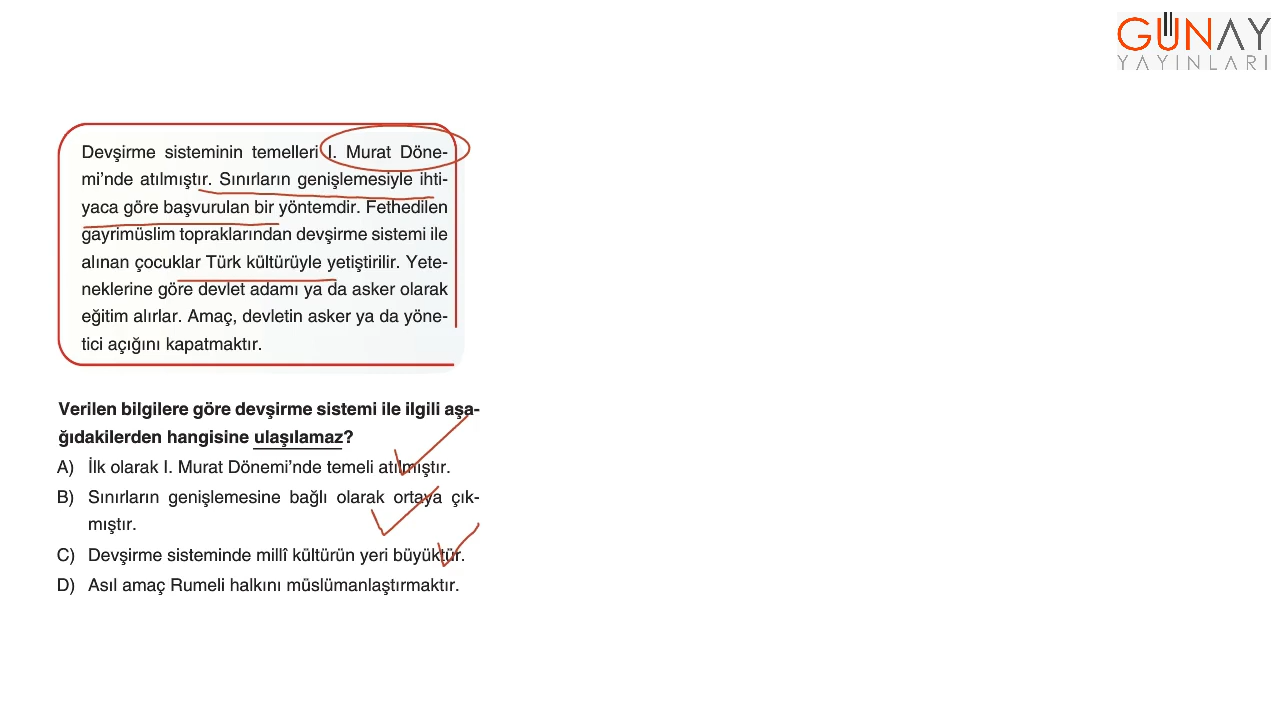 GÜNAY
YAYINLARI
Devşirme sisteminin temelleri I. Murat Döne-
mi’nde atılmıştır. Sınırların genişlemesiyle ihti-
yaca göre başvurulan bir yöntemdir. Fethedilen
gayrimüslim topraklarından devşirme sistemi ile
alınan çocuklar Türk kültürüyle yetiştirilir. Yete-
neklerine göre devlet adamı ya da asker olarak
eğitim alırlar. Amaç, devletin asker ya da yöne-
tici açığını kapatmaktır.
Verilen bilgilere göre devşirme sistemi ile ilgili aşa-
ğıdakilerden hangisine ulaşılamaz?
A) İlk olarak I. Murat Dönemi’nde temeli atılmıştır.
B) Sınırların genişlemesine bağlı olarak ortaya çık-
mıştır.
C) Devşirme sisteminde millî kültürün yeri büyüktür.
D) Asıl amaç Rumeli halkını müslümanlaştırmaktır.